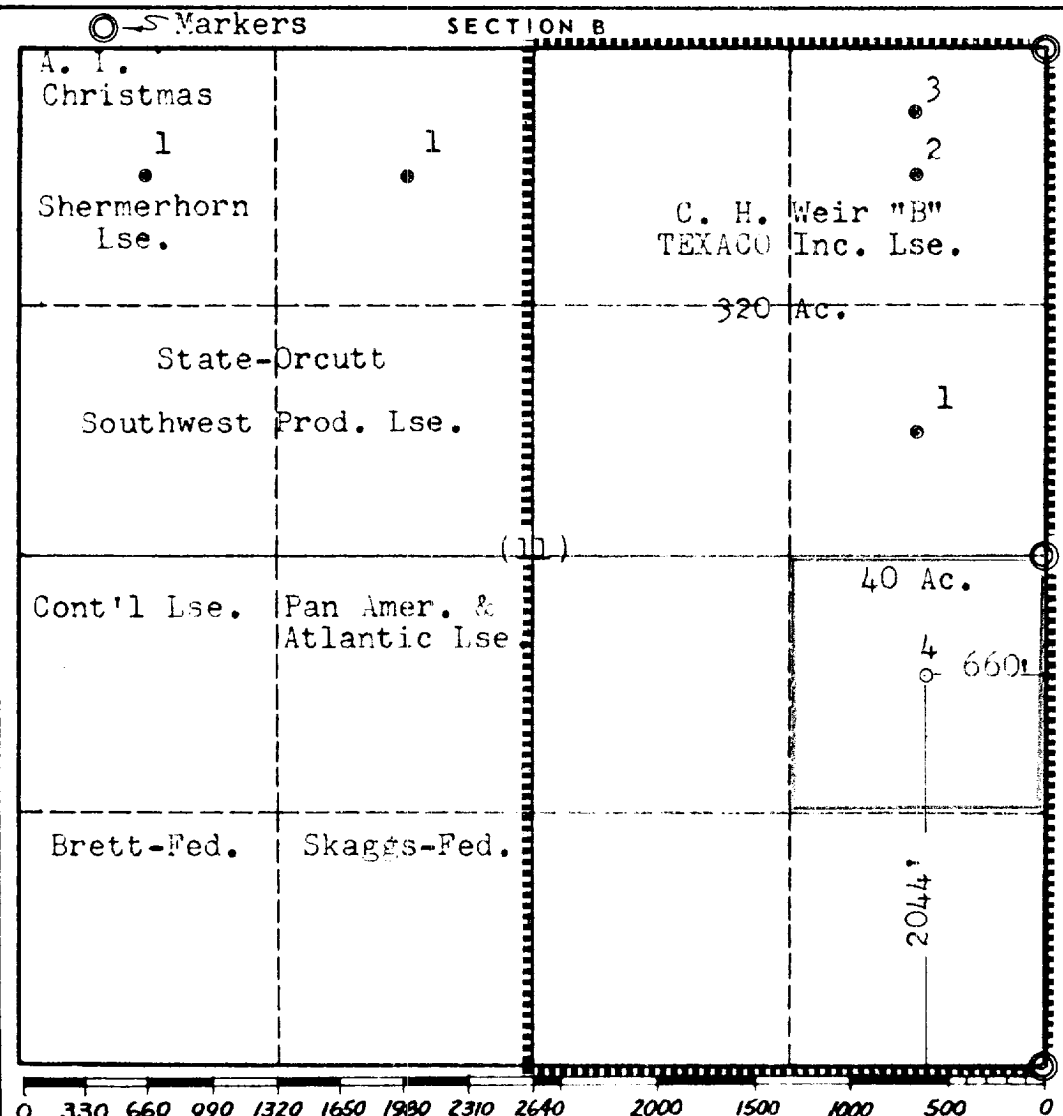 Markers
SECTION B
A. Y.
Christmas
1
1
Shermerhorn
Lse.
3
2
C. H. Weir "B"
TEXACO Inc. Lse.
320 Ac.
State-Orcutt
Southwest Prod. Lse.
1
(11)
Cont'l Lse.
Pan Amer. &
Atlantic Lse.
40 Ac.
4
660'
Brett-Fed.
Skaggs-Fed.
2044'
0 330 660 990 1320 1650 1980 2310 2640 2000 1500 1000 500 0